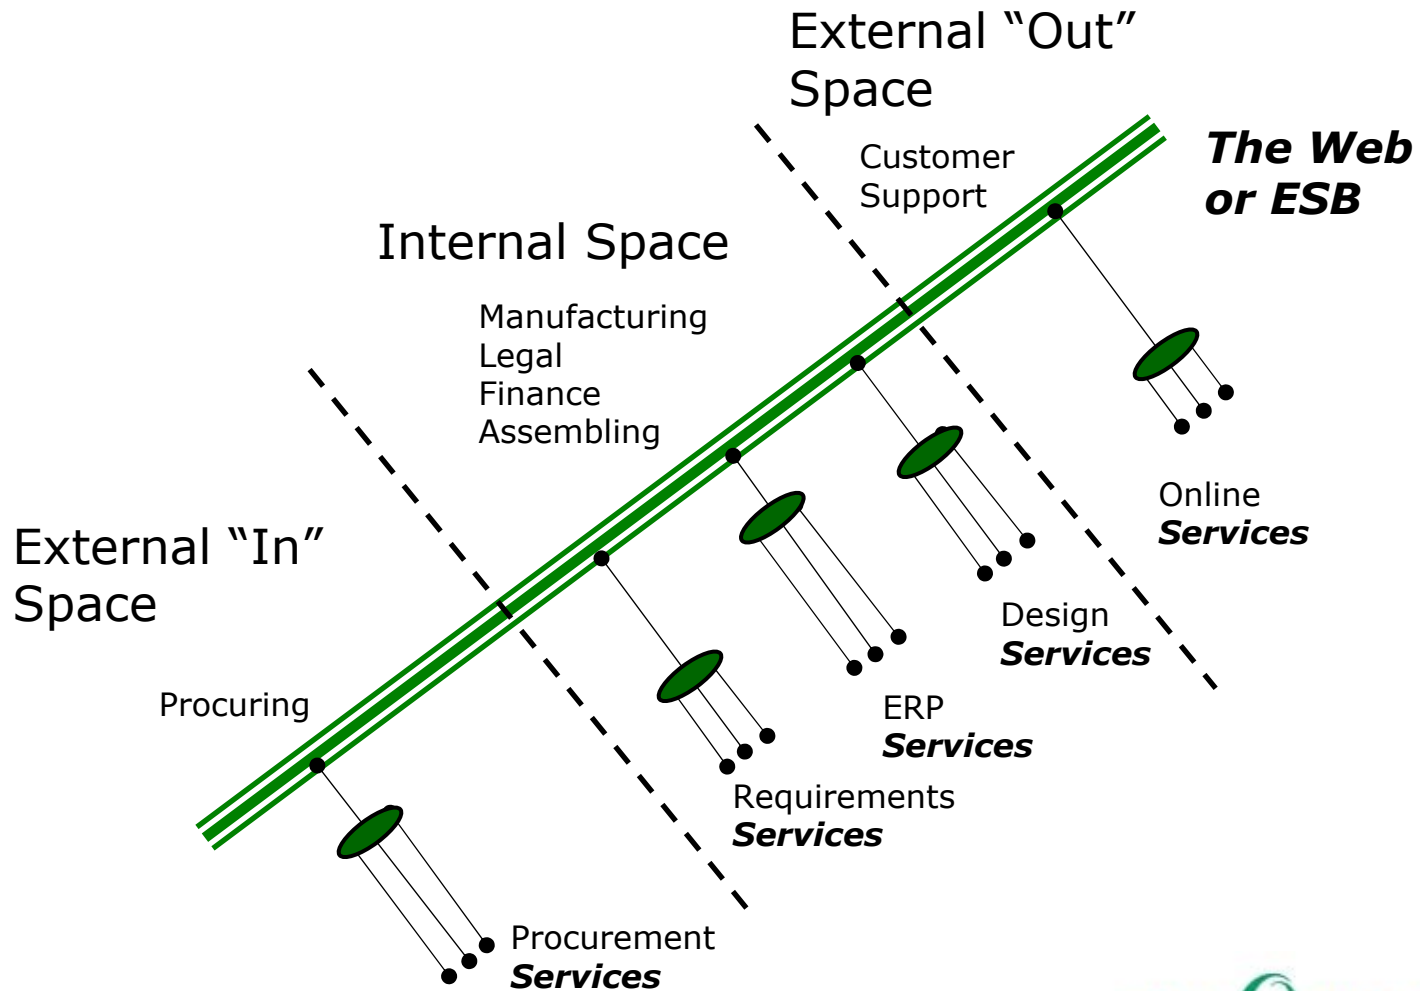 External “Out”
Space
Customer
Support
The Web
or ESB
Internal Space
Manufacturing
Legal
Finance
Assembling
External “In”
Space
Procuring
Online
Services
Design
Services
ERP
Services
Requirements
Services
Procurement
Services